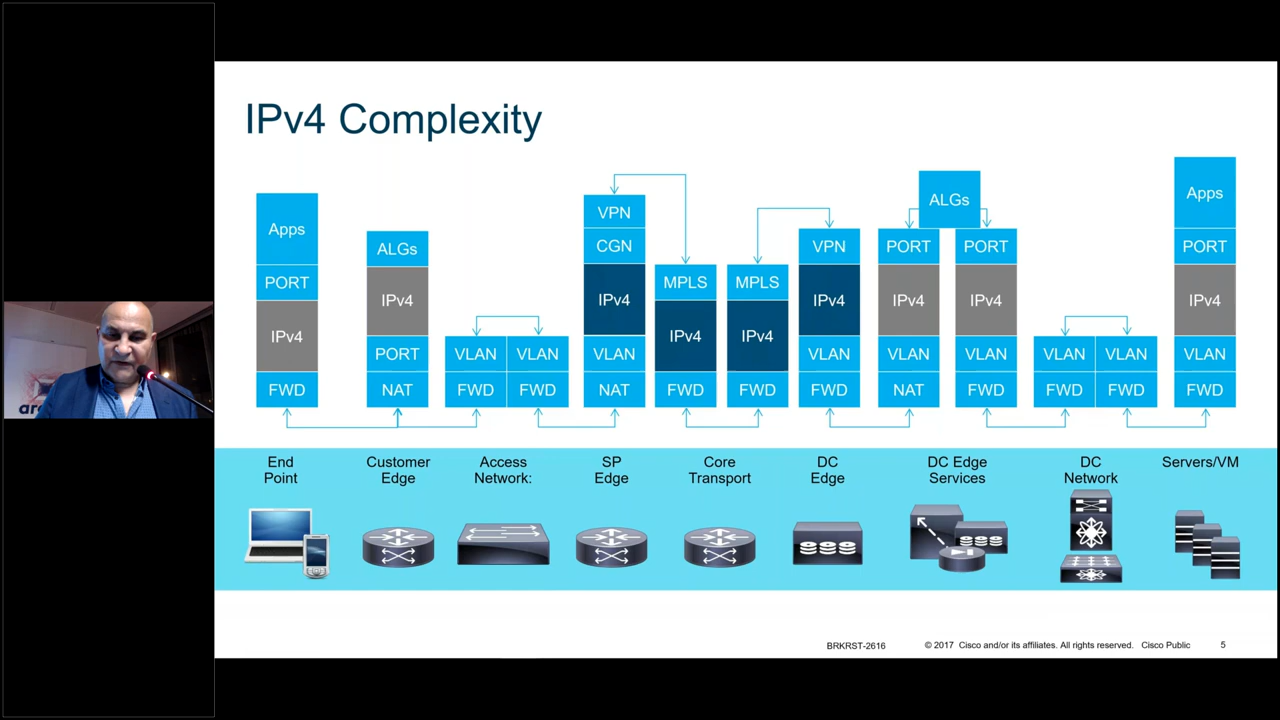 IPv4 Complexity
Apps
PORT
IPv4
FWD
ALGs
IPv4
PORT
NAT
VLAN
FWD
VLAN
FWD
VPN
CGN
IPv4
VLAN
NAT
MPLS
IPv4
FWD
MPLS
IPv4
FWD
VPN
IPv4
VLAN
FWD
ALGs
PORT
IPv4
VLAN
NAT
PORT
IPv4
VLAN
FWD
VLAN
FWD
VLAN
FWD
Apps
PORT
IPv4
VLAN
FWD
End
Point
Customer
Edge
Access
Network:
SP
Edge
Core
Transport
DC
Edge
DC Edge
Services
DC
Network
Servers/VM
BRKRST-2616
© 2017 Cisco and/or its affiliates. All rights reserved. Cisco Public
5